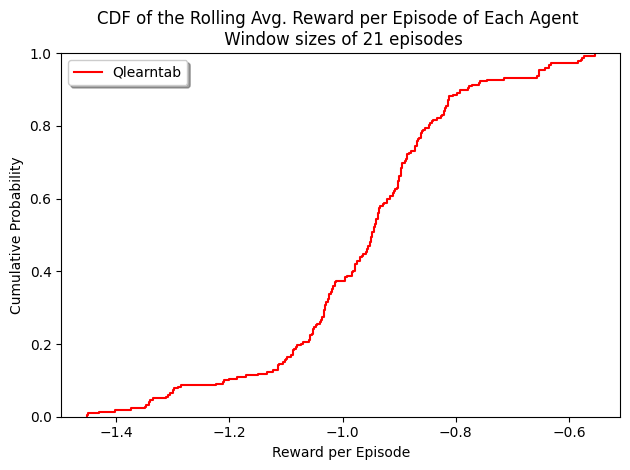 CDF of the Rolling Avg. Reward per Episode of Each Agent
Window sizes of 21 episodes
Qlearntab
Cumulative Probability
1.0
0.8
0.6
0.4
0.2
0.0
−1.4 −1.2 −1.0 −0.8 −0.6
Reward per Episode